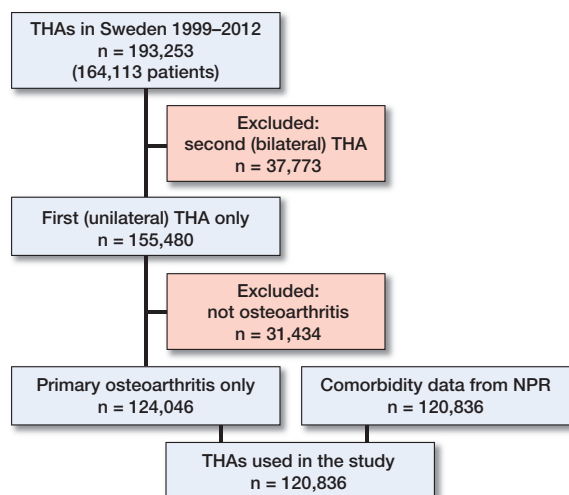 THAs in Sweden 1999–2012
n = 193,253
(164,113 patients)
Excluded:
second (bilateral) THA
n = 37,773
First (unilateral) THA only
n = 155,480
Excluded:
not osteoarthritis
n = 31,434
Primary osteoarthritis only
n = 124,046
Comorbidity data from NPR
n = 120,836
THAs used in the study
n = 120,836